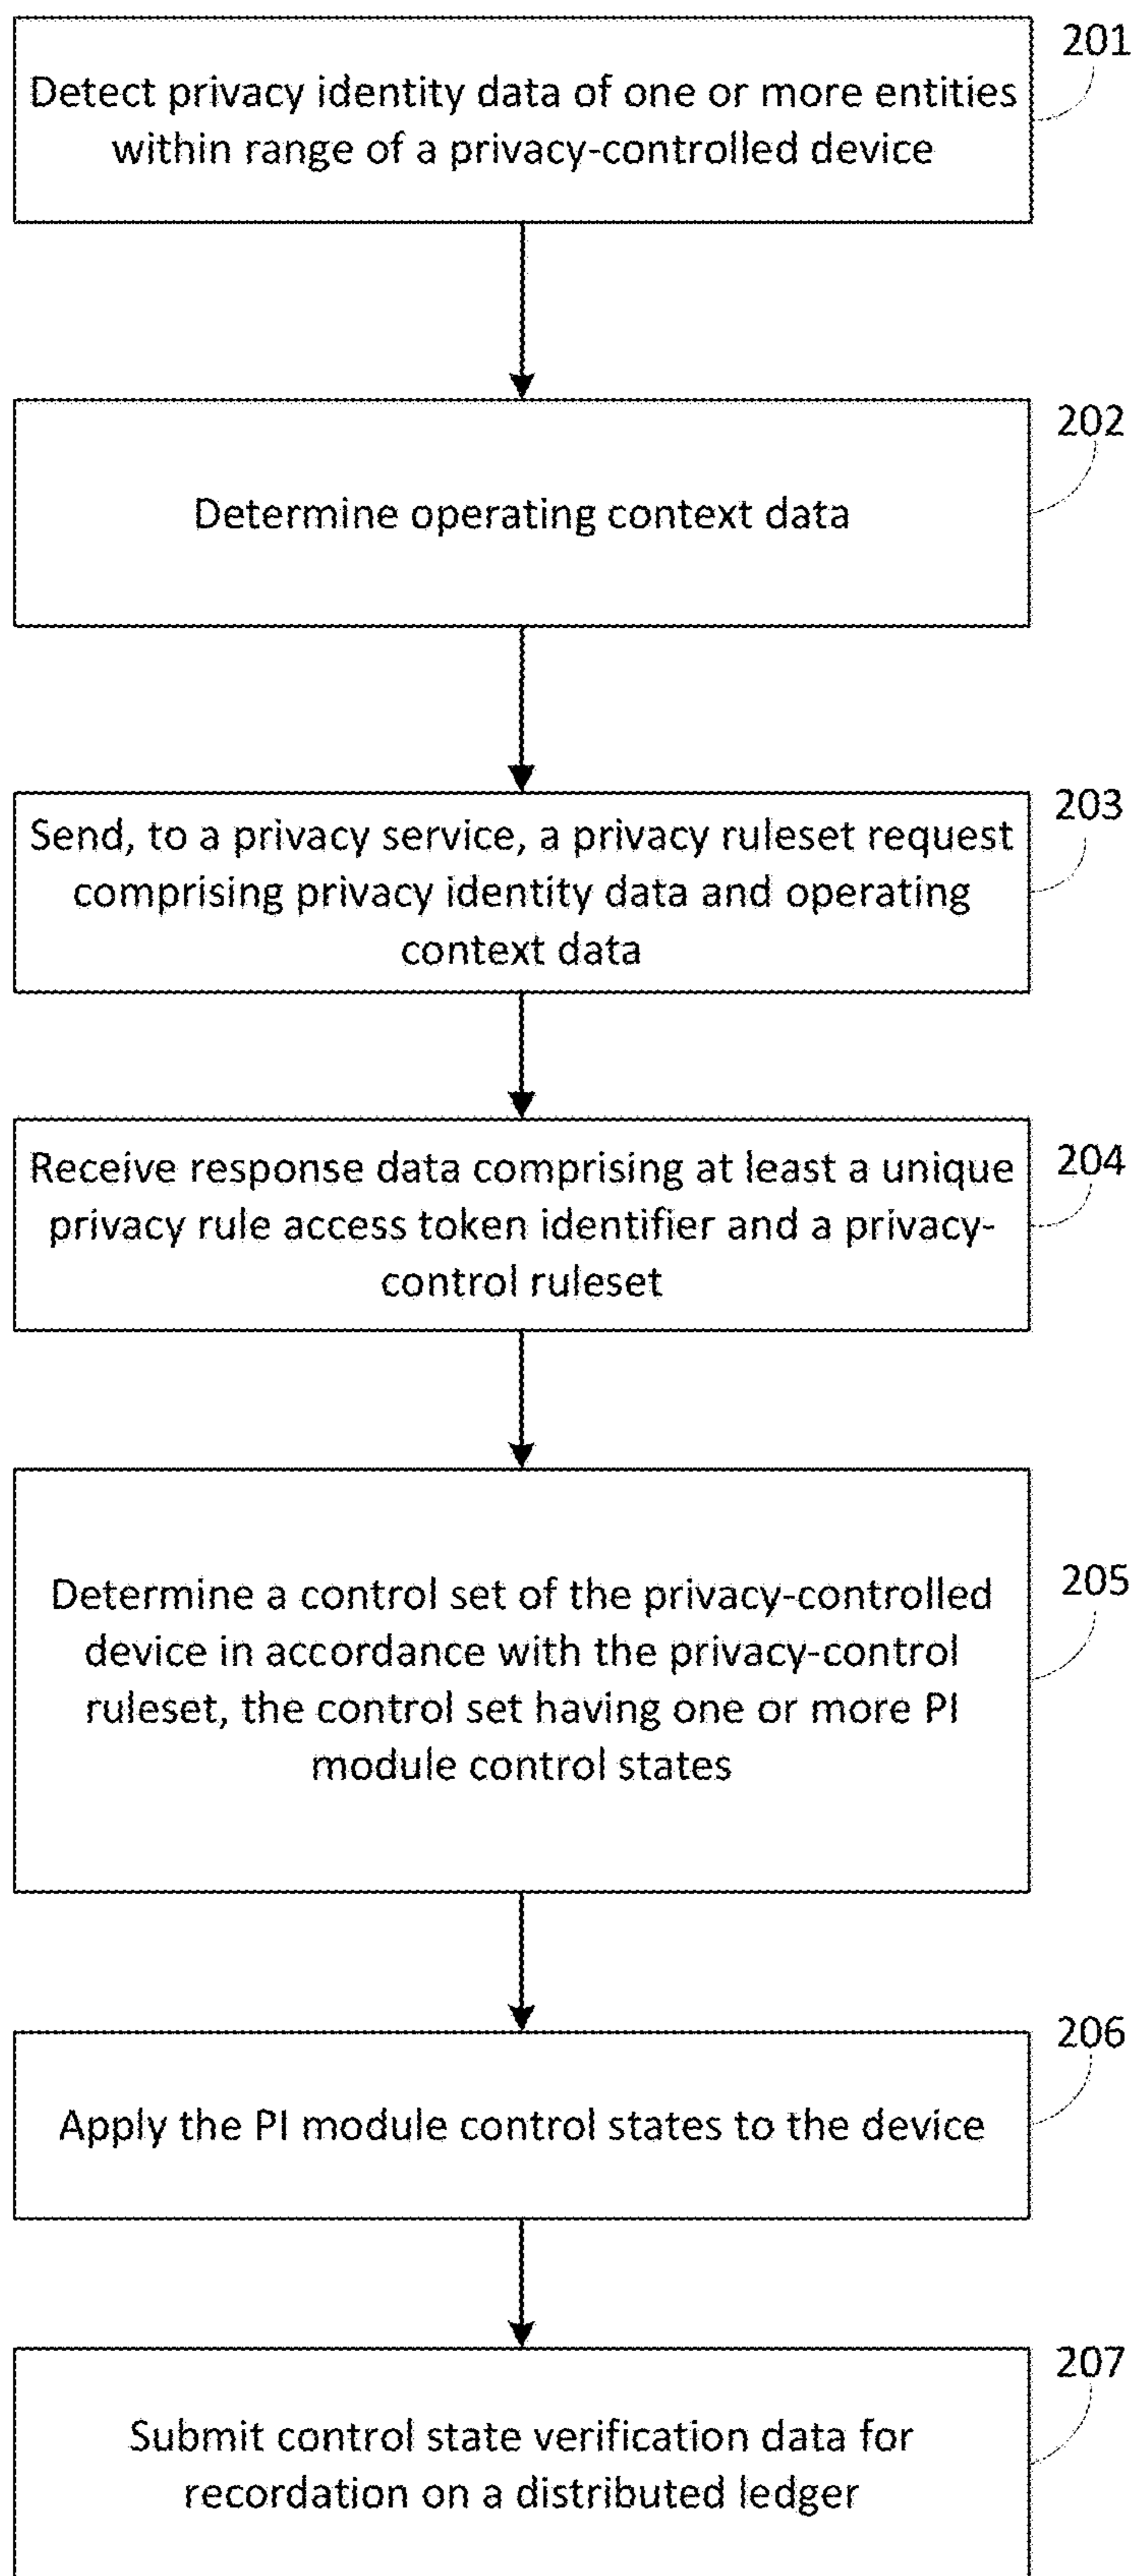 201
Detect privacy identity data of one or more entities
within range of a privacy-controlled device
202
Determine operating context data
203
Send, to a privacy service, a privacy ruleset request
comprising privacy identity data and operating
context data
204
Receive response data comprising at least a unique
privacy rule access token identifier and a privacy-
control ruleset
205
Determine a control set of the privacy-controlled
device in accordance with the privacy-control
ruleset, the control set having one or more PI
module control states
206
Apply the PI module control states to the device
207
Submit control state verification data for
recordation on a distributed ledger